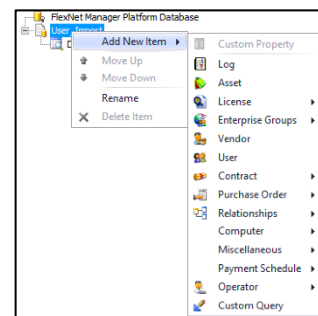 FlexNet Manager Platform Database
User_Import
D
Add New Item
Move Up
Move Down
Rename
Delete Item
Custom Property
Log
Asset
License
Enterprise Groups
Vendor
User
Contract
Purchase Order
Relationships
Computer
Miscellaneous
Payment Schedule
Operator
Custom Query